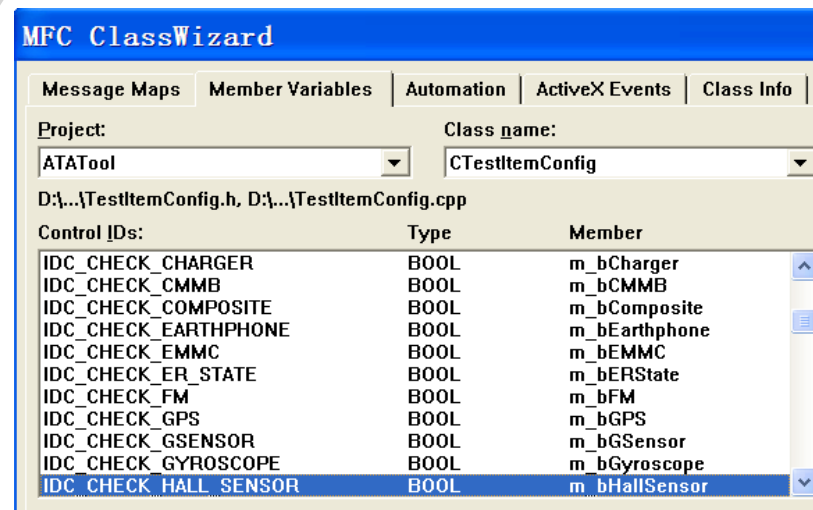 MFC ClassWizard
Message Maps Member Variables Automation ActiveX Events Class Info
Project: Class name:
ATATool CTestItemConfig
D:\...\TestItemConfig.h, D:\...\TestItemConfig.cpp
Control IDs: Type Member
IDC_CHECK_CHARGER BOOL m_bCharger
IDC_CHECK_CMMB BOOL m_bCMMB
IDC_CHECK_COMPOSITE BOOL m_bComposite
IDC_CHECK_EARTHPHONE BOOL m_bEarthphone
IDC_CHECK_EMMC BOOL m_bEMMC
IDC_CHECK_ER_STATE BOOL m_bERState
IDC_CHECK_FM BOOL m_bFM
IDC_CHECK_GPS BOOL m_bGPS
IDC_CHECK_GSENSOR BOOL m_bGSensor
IDC_CHECK_GYROSCOPE BOOL m_bGyroscope
IDC_CHECK_HALL_SENSOR BOOL m_bHallSensor